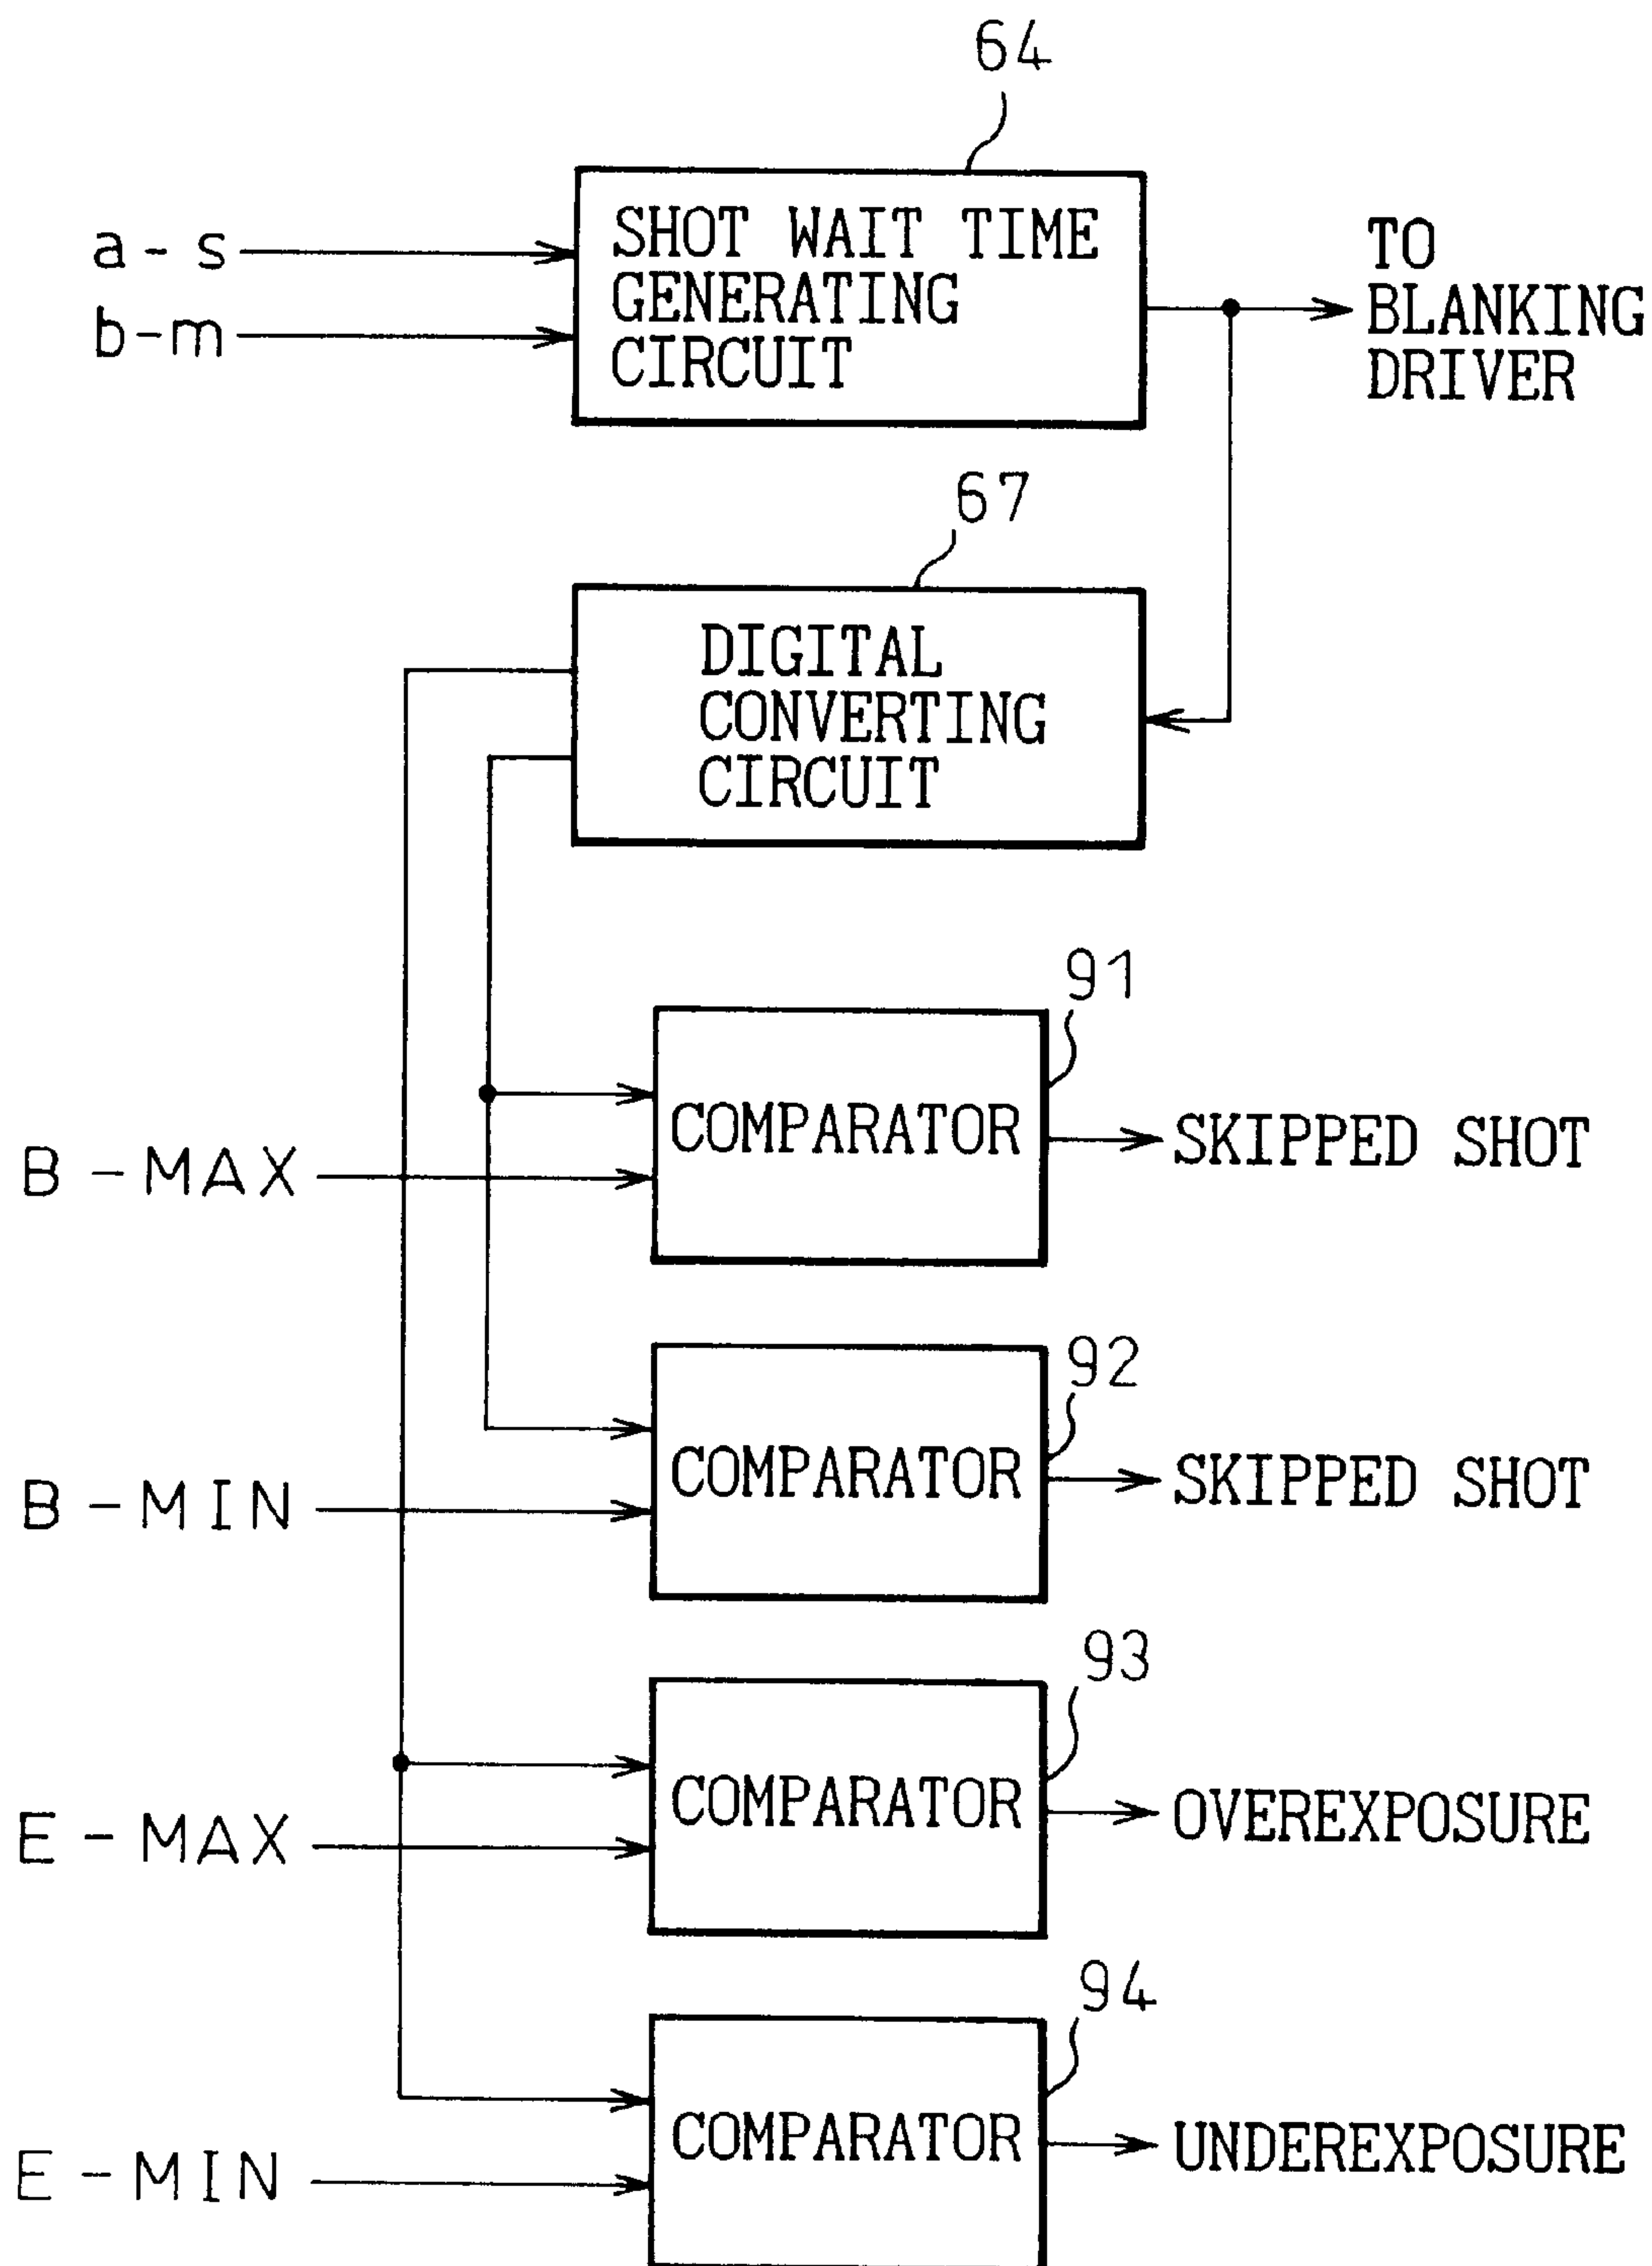 64
a-s
b-m
SHOT WAIT TIME
GENERATING
CIRCUIT
TO
BLANKING
DRIVER
67
DIGITAL
CONVERTING
CIRCUIT
91
B-MAX
COMPARATOR
SKIPPED SHOT
92
B-MIN
COMPARATOR
SKIPPED SHOT
93
E-MAX
COMPARATOR
OVEREXPOSURE
94
E-MIN
COMPARATOR
UNDEREXPOSURE